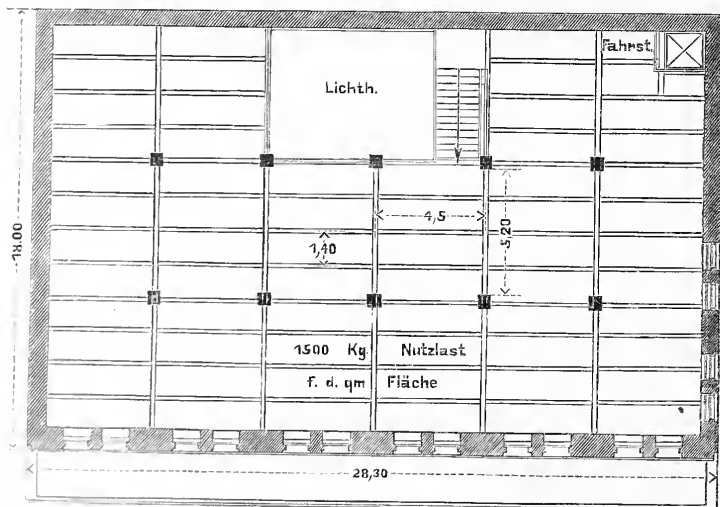 Fahrst.
Lichth.
18.00
4,5
5,20
1,40
1500 Kg Nutzlast
f. d. qm Fläche
28,30